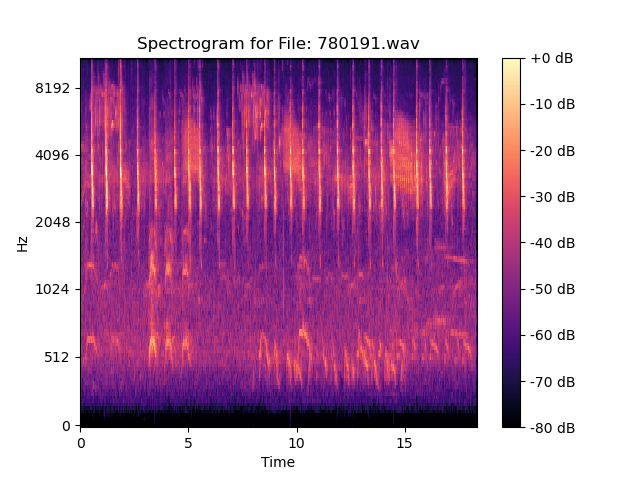 Spectrogram for File: 780191.wav
Hz
8192
4096
2048
1024
512
0
0
5
10
15
Time
+0 dB
-10 dB
-20 dB
-30 dB
-40 dB
-50 dB
-60 dB
-70 dB
-80 dB